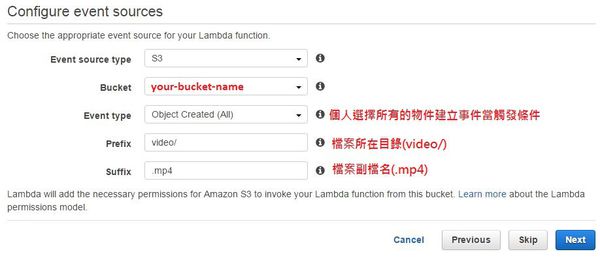 Configure event sources
Choose the appropriate event source for your Lambda function.
Event source type S3
Bucket your-bucket-name
Event type Object Created (All) 個人選擇所有的物件建立事件當觸發條件
Prefix video/ 檔案所在目錄(video/)
Suffix .mp4 檔案副檔名(.mp4)
Lambda will add the necessary permissions for Amazon S3 to invoke your Lambda function from this bucket. Learn more about the Lambda
permissions model.
Cancel Previous Skip Next